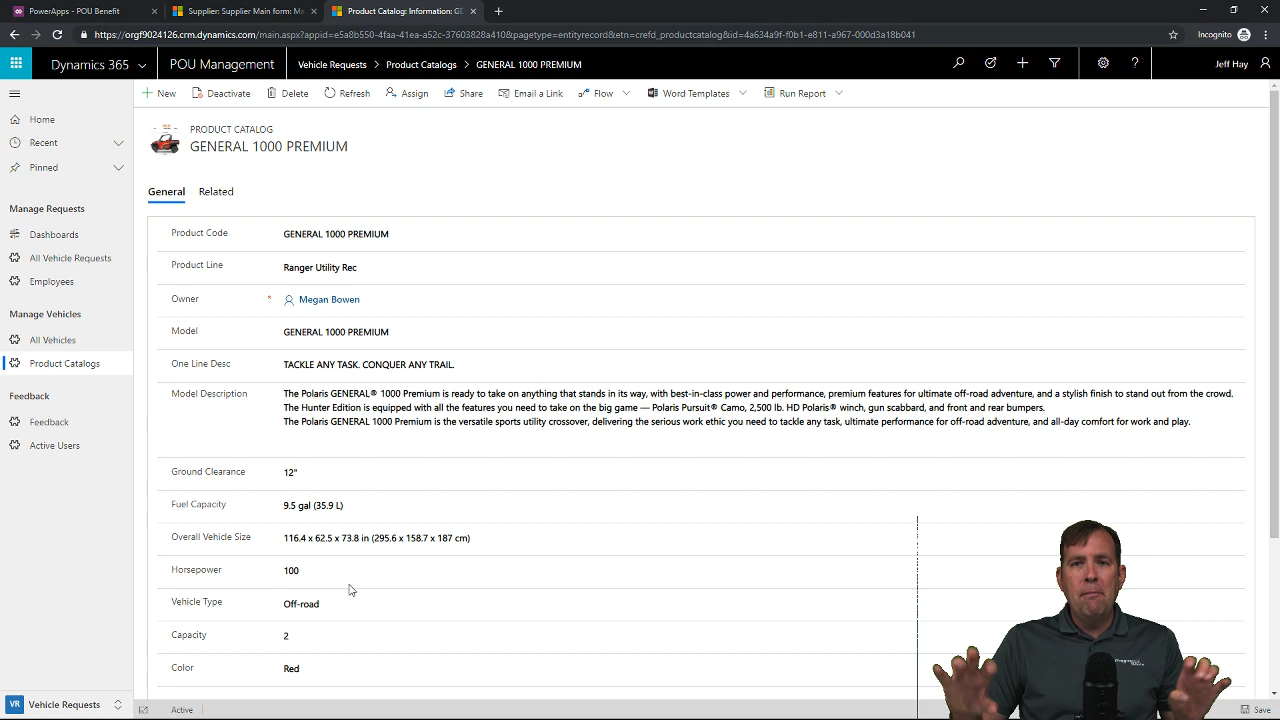 PowerApps - POU Benefit
Supplier: Supplier Main form: M
Product Catalog: Information: GE
https://orgf9024126.crm.dynamics.com/main.aspx?appid=e5a8b550-4faa-41ea-a52c-37603828a410&pagetype=entityrecord&etn=crefd_productcatalog&id=4a634a9f-f0b1-e811-a967-000d3a18b041
Incognito
Dynamics 365
POU Management
Vehicle Requests > Product Catalogs > GENERAL 1000 PREMIUM
Jeff Hay
New
Deactivate
Delete
Refresh
Assign
Share
Email a Link
Flow
Word Templates
Run Report
Home
Recent
Pinned
Manage Requests
Dashboards
All Vehicle Requests
Employees
Manage Vehicles
All Vehicles
Product Catalogs
Feedback
Feedback
Active Users
VR Vehicle Requests
PRODUCT CATALOG
GENERAL 1000 PREMIUM
General Related
Product Code GENERAL 1000 PREMIUM
Product Line Ranger Utility Rec
Owner * Megan Bowen
Model GENERAL 1000 PREMIUM
One Line Desc TACKLE ANY TASK. CONQUER ANY TRAIL.
Model Description The Polaris GENERAL® 1000 Premium is ready to take on anything that stands in its way, with best-in-class power and performance, premium features for ultimate off-road adventure, and a stylish finish to stand out from the crowd.
The Hunter Edition is equipped with all the features you need to take on the big game — Polaris Pursuit® Camo, 2,500 lb. HD Polaris® winch, gun scabbard, and front and rear bumpers.
The Polaris GENERAL 1000 Premium is the versatile sports utility crossover, delivering the serious work ethic you need to tackle any task, ultimate performance for off-road adventure, and all-day comfort for work and play.
Ground Clearance 12"
Fuel Capacity 9.5 gal (35.9 L)
Overall Vehicle Size 116.4 x 62.5 x 73.8 in (295.6 x 158.7 x 187 cm)
Horsepower 100
Vehicle Type Off-road
Capacity 2
Color Red
Active
Save